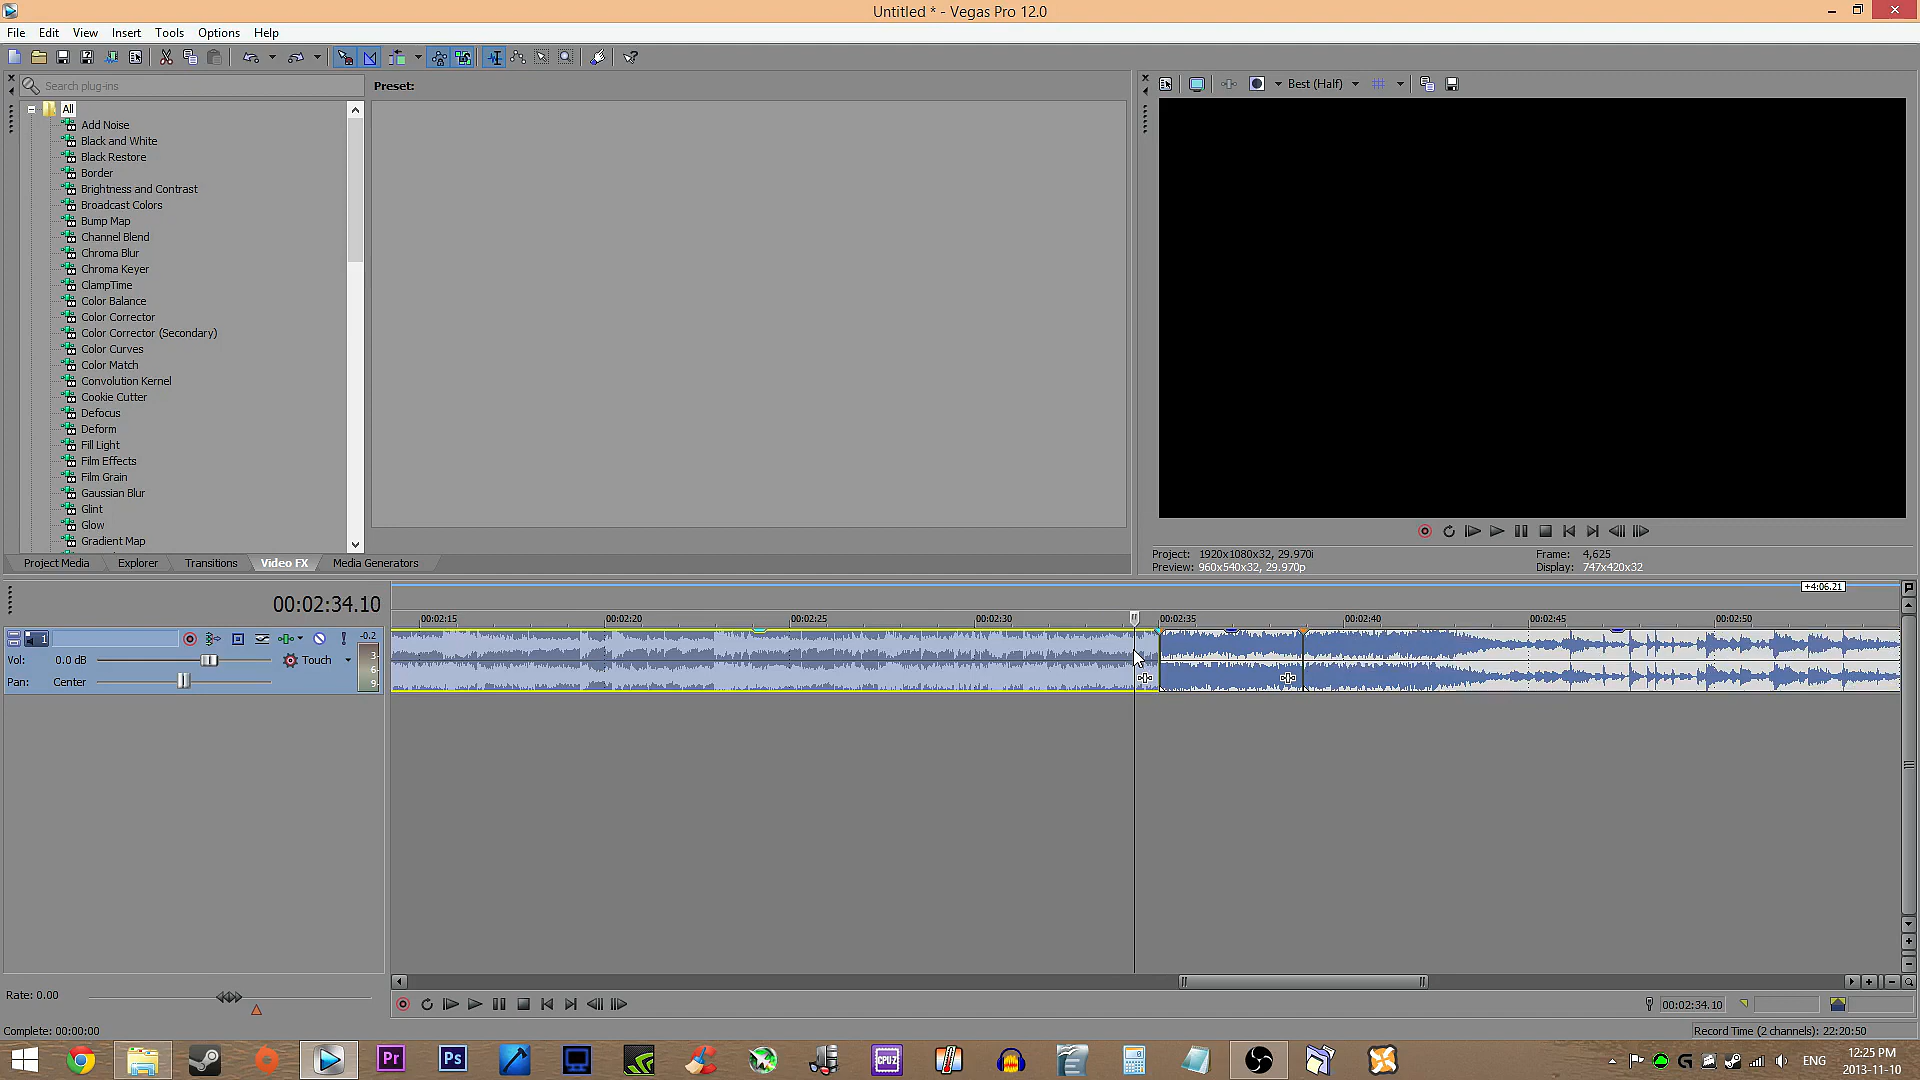 Untitled * - Vegas Pro 12.0
File Edit View Insert Tools Options Help
Search plug-ins
Preset:
Best (Half)
All
Add Noise
Black and White
Black Restore
Border
Brightness and Contrast
Broadcast Colors
Bump Map
Channel Blend
Chroma Blur
Chroma Keyer
ClampTime
Color Balance
Color Corrector
Color Corrector (Secondary)
Color Curves
Color Match
Convolution Kernel
Cookie Cutter
Defocus
Deform
Fill Light
Film Effects
Film Grain
Gaussian Blur
Glint
Glow
Gradient Map
Project Media Explorer Transitions Video FX Media Generators
Project: 1920x1080x32, 29.970i
Preview: 960x540x32, 29.970p
Frame: 4,625
Display: 747x420x32
+4:06.21
00:02:34.10
00:02:15 00:02:20 00:02:25 00:02:30 00:02:35 00:02:40 00:02:45 00:02:50
1
-0.2
Vol: 0.0 dB Touch
3
6
9
Pan: Center
Rate: 0.00
00:02:34.10
Complete: 00:00:00
Record Time (2 channels): 22:20:50
Pr
Ps
CPUZ
ENG
12:25 PM
2013-11-10